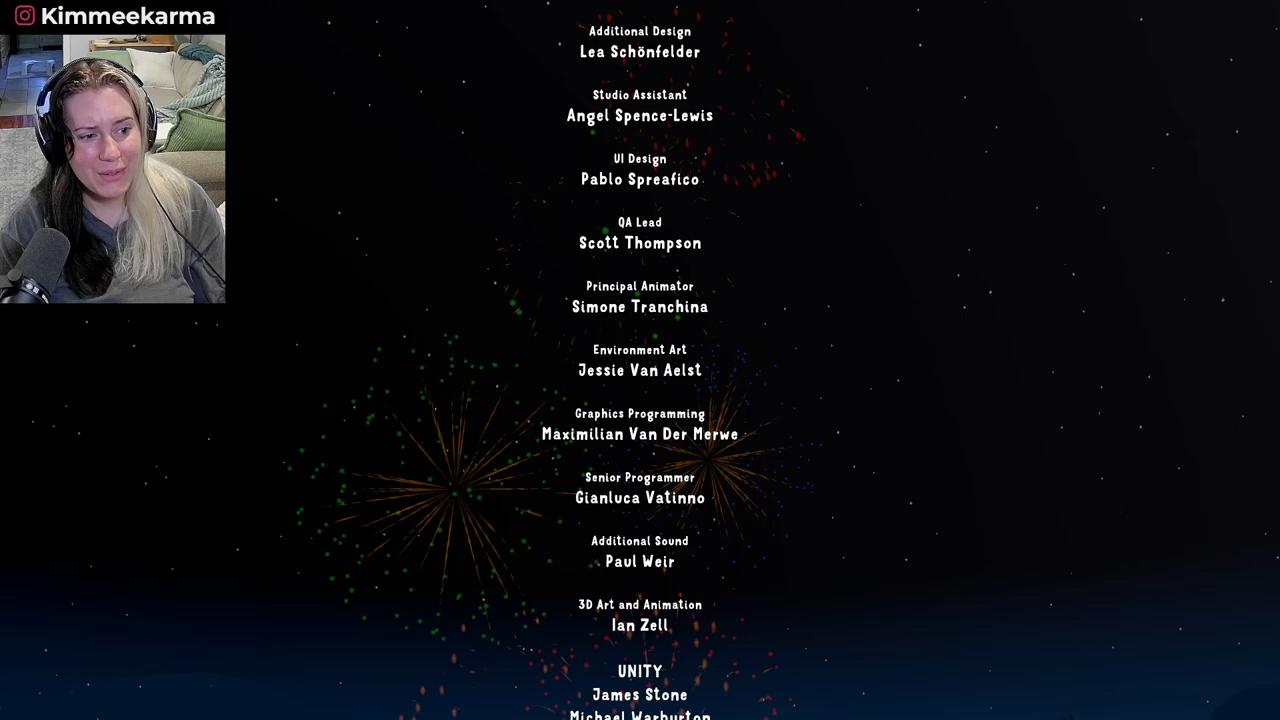 Kimmeekarma
Additional Design
Lea Schönfelder
Studio Assistant
Angel Spence-Lewis
UI Design
Pablo Spreafico
QA Lead
Scott Thompson
Principal Animator
Simone Tranchina
Environment Art
Jessie Van Aelst
Graphics Programming
Maximilian Van Der Merwe
Senior Programmer
Gianluca Vatinno
Additional Sound
Paul Weir
3D Art and Animation
Ian Zell
UNITY
James Stone
Michael Warburton